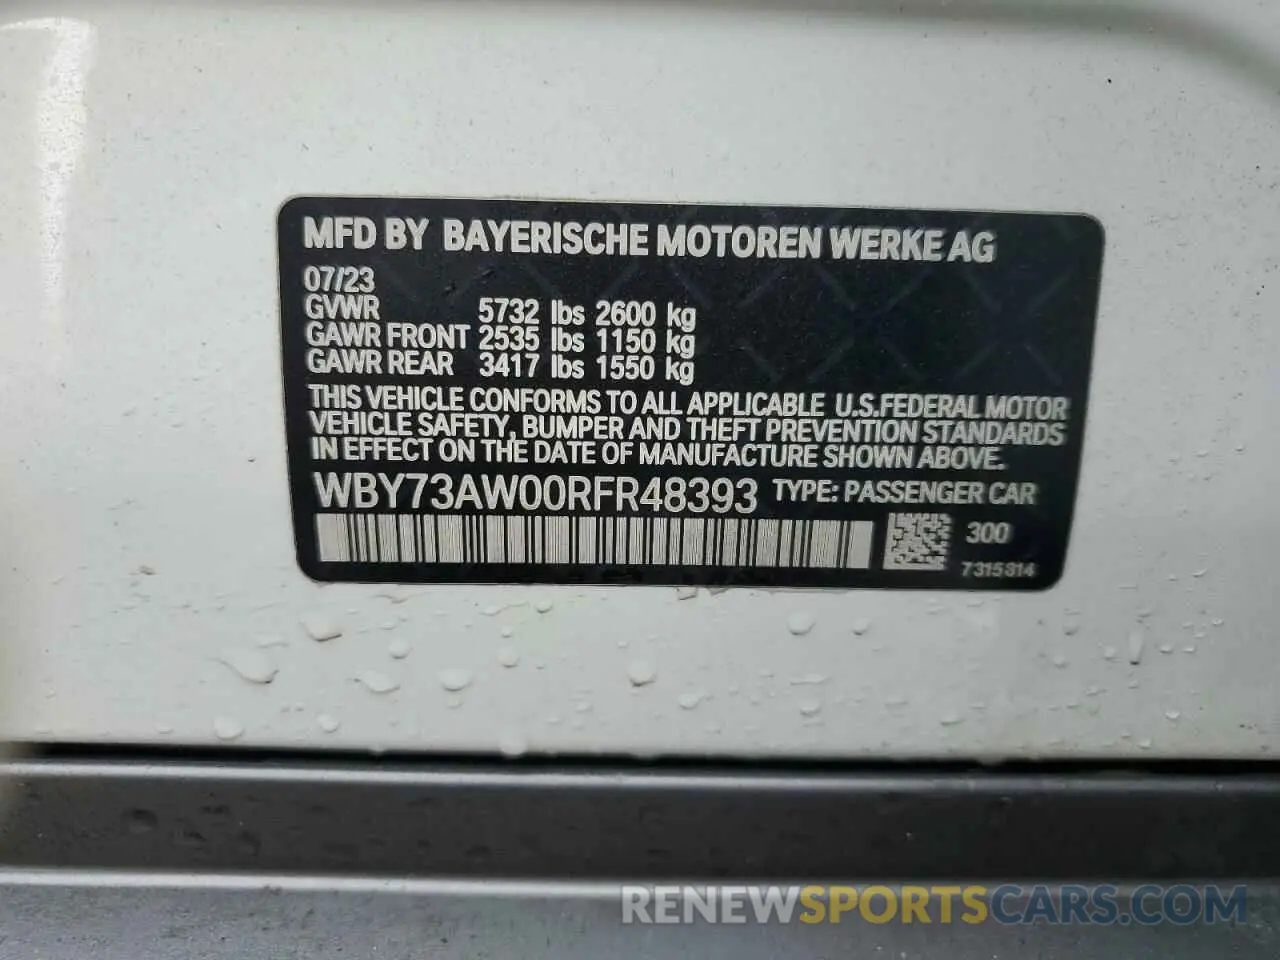 MFD BY BAYERISCHE MOTOREN WERKE AG
07/23
GVWR 5732 lbs 2600 kg
GAWR FRONT 2535 lbs 1150 kg
GAWR REAR 3417 lbs 1550 kg
THIS VEHICLE CONFORMS TO ALL APPLICABLE U.S.FEDERAL MOTOR
VEHICLE SAFETY, BUMPER AND THEFT PREVENTION STANDARDS
IN EFFECT ON THE DATE OF MANUFACTURE SHOWN ABOVE.
WBY73AW00RFR48393 TYPE: PASSENGER CAR
300
7315314
RENEWSPORTSCARS.COM